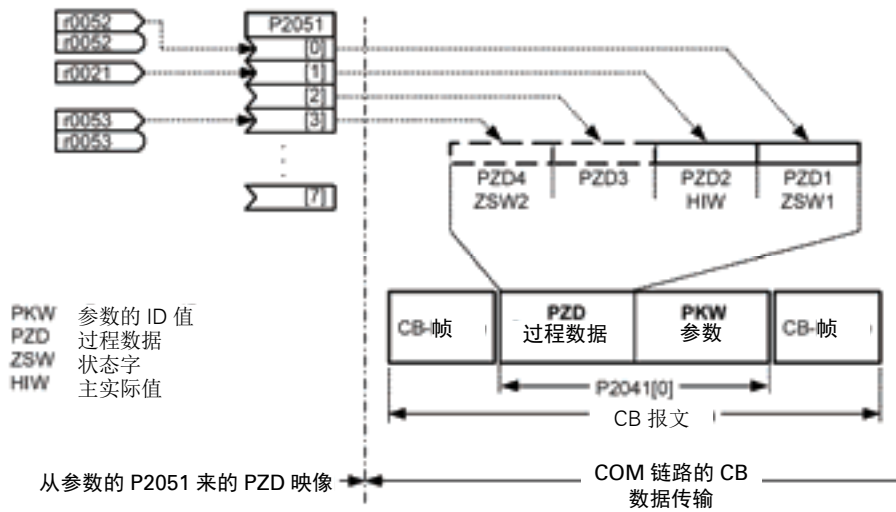 r0052
r0052
r0021
r0053
r0053
P2051
[0]
[1]
[2]
[3]
[7]
PZD4 PZD3 PZD2 PZD1
ZSW2 HIW ZSW1
PKW 参数的 ID 值
PZD 过程数据
ZSW 状态字
HIW 主实际值
CB-帧 PZD PKW CB-帧
过程数据 参数
P2041[0]
CB 报文
从参数的 P2051 来的 PZD 映像
COM 链路的 CB
数据传输